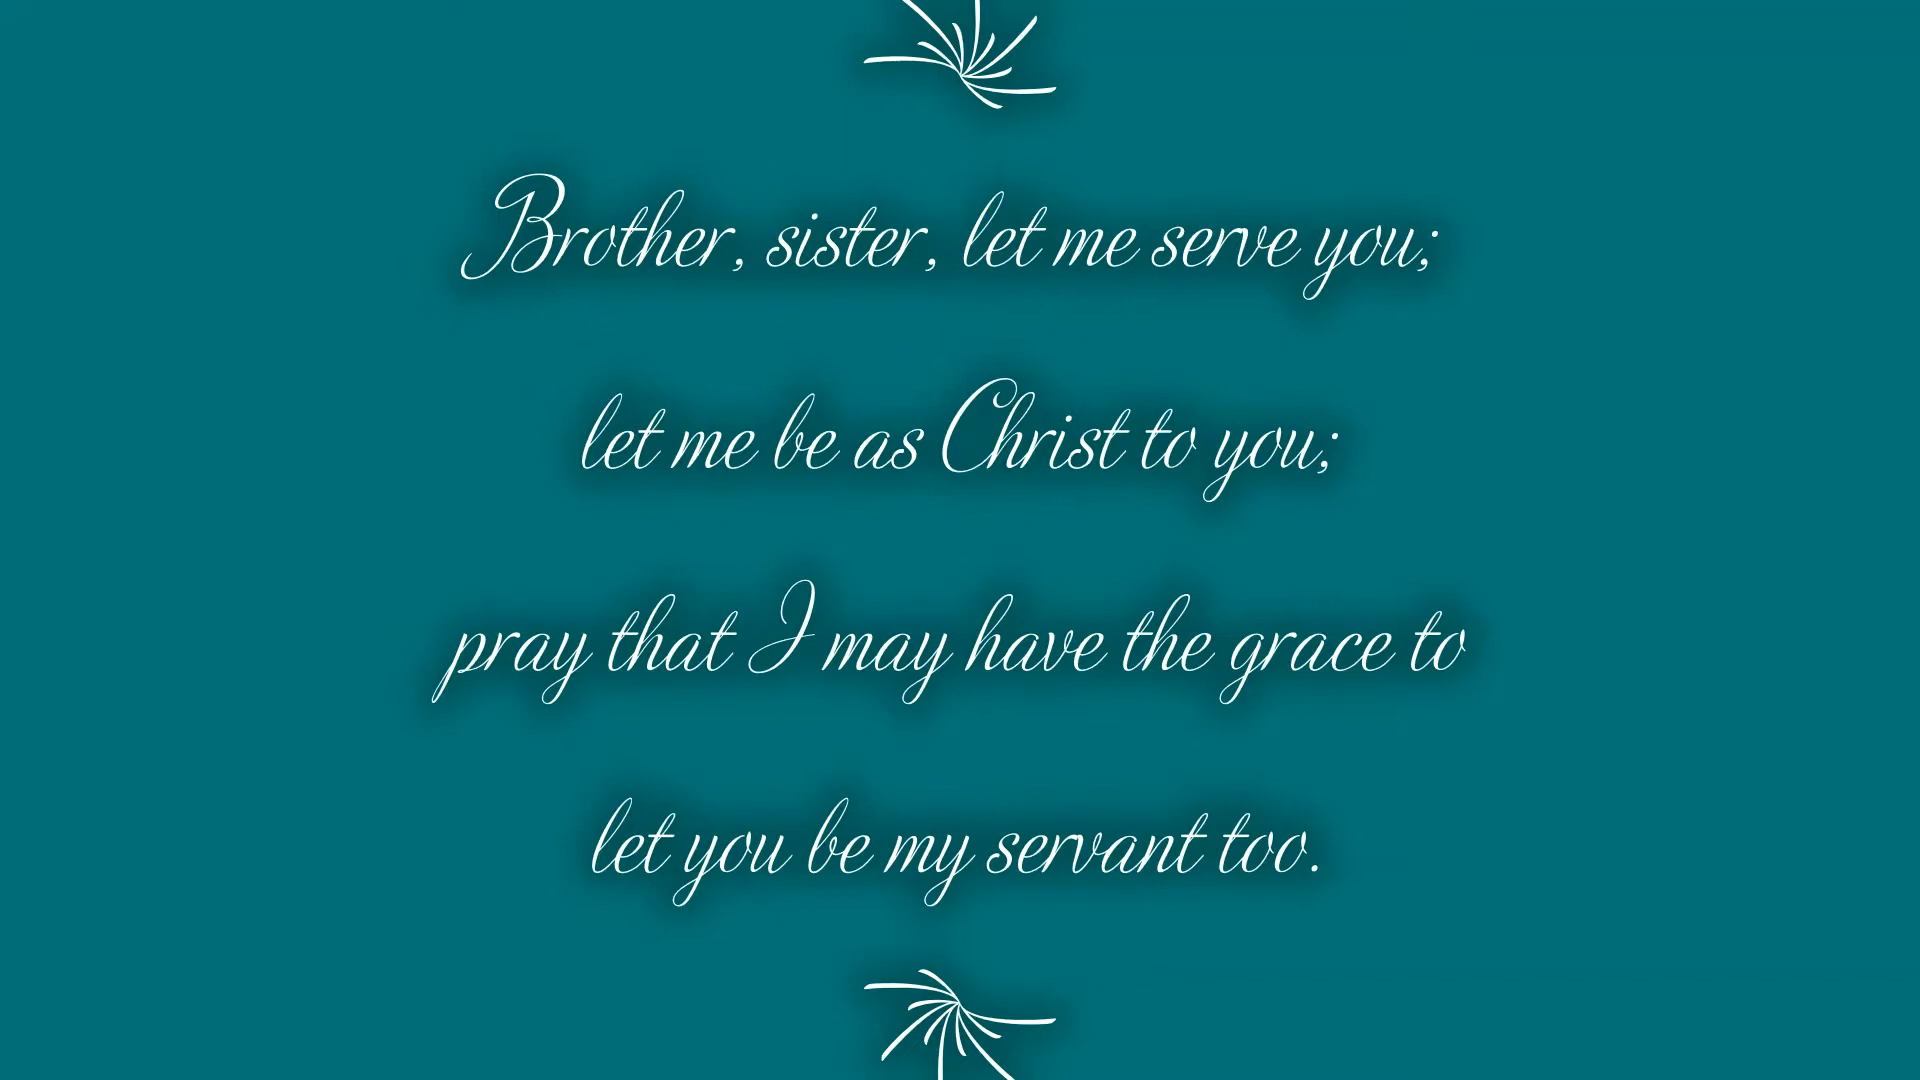 Brother, sister, let me serve you;
let me be as Christ to you;
pray that I may have the grace to
let you be my servant too.